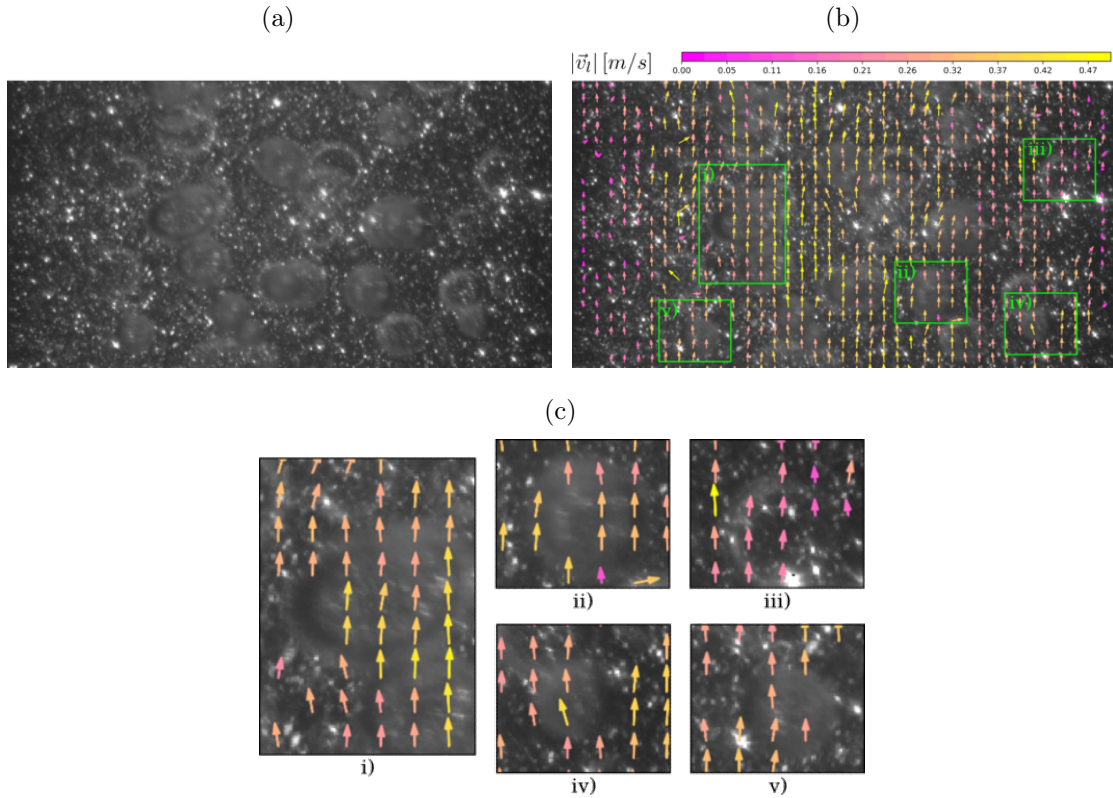 (a)
(b)
|v⃗_l| [m/s]
0.00 0.05 0.11 0.16 0.21 0.26 0.32 0.37 0.42 0.47
i)
ii)
iii)
iv)
v)
(c)
i)
ii)
iii)
iv)
v)